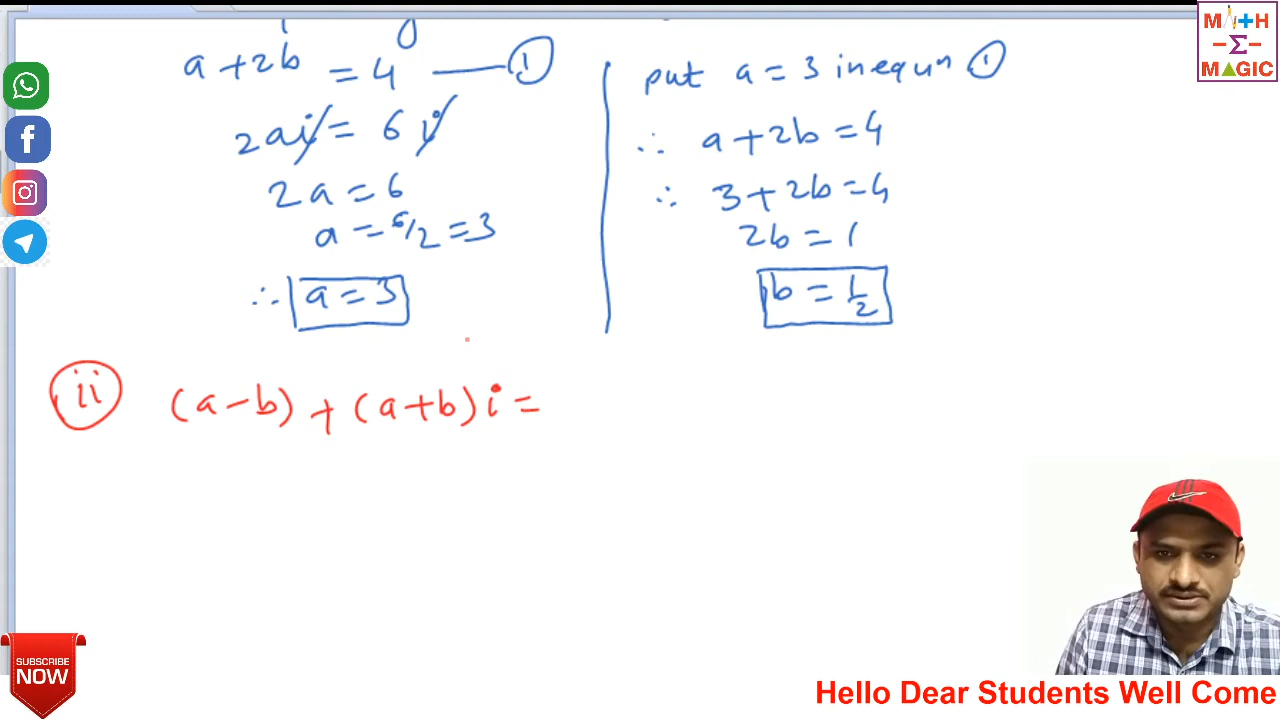 a + 2b = 4 —— ①
2ai = 6i
2a = 6
a = 6/2 = 3
∴ a = 3
put a = 3 in equn ①
∴ a + 2b = 4
∴ 3 + 2b = 4
2b = 1
b = 1/2
ii (a - b) + (a + b) i =
MATH
Σ
MAGIC
SUBSCRIBE
NOW
Hello Dear Students Well Come